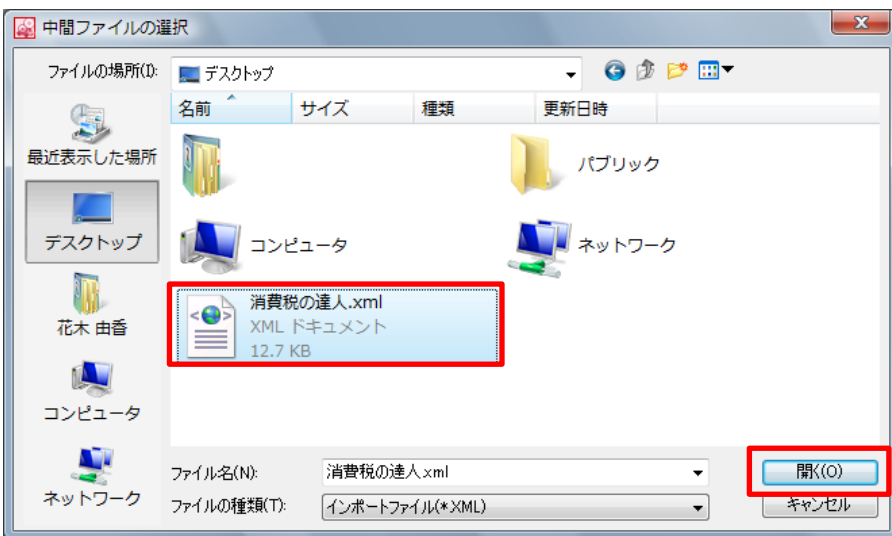 中間ファイルの選択
ファイルの場所(I):
デスクトップ
名前
サイズ
種類
更新日時
最近表示した場所
パブリック
デスクトップ
コンピュータ
ネットワーク
花木 由香
消費税の達人.xml
XML ドキュメント
12.7 KB
コンピュータ
ネットワーク
ファイル名(N):
消費税の達人.xml
開く(O)
ファイルの種類(T):
インポートファイル(*.XML)
キャンセル